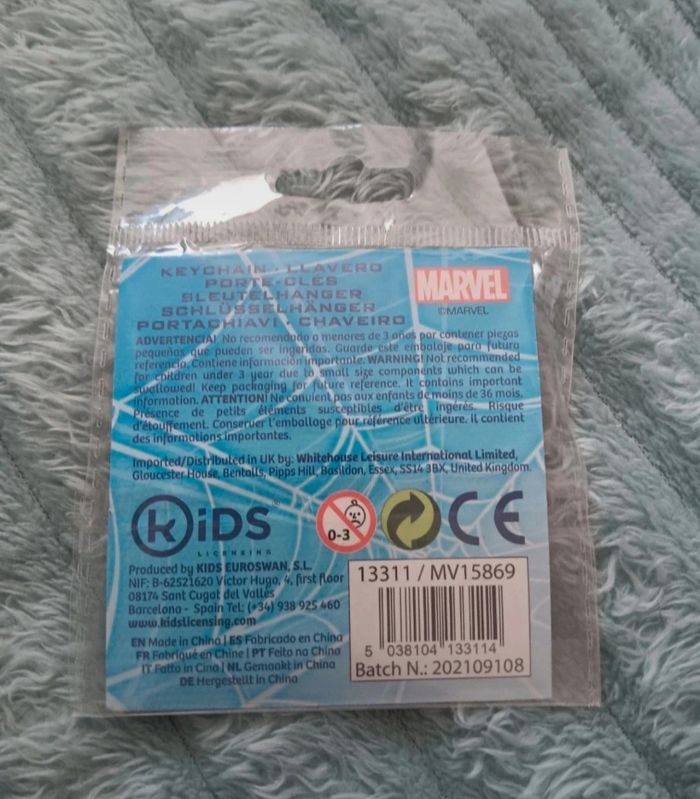 KEYCHAIN · LLAVERO
PORTE-CLÉS
SLEUTELHANGER
SCHLÜSSELHÄNGER
PORTACHIAVI · CHAVEIRO
MARVEL
©MARVEL
ADVERTENCIA! No recomendado a menores de 3 años por contener piezas
pequeñas que pueden ser ingeridas. Guarde este embalaje para futura
referencia. Contiene información importante. WARNING! Not recommended
for children under 3 year due to small size components which can be
swallowed! Keep packaging for future reference. It contains important
information. ATTENTION! Ne convient pas aux enfants de moins de 36 mois.
Présence de petits éléments susceptibles d'être ingérés. Risque
d'étouffement. Conserver l'emballage pour référence ultérieure. Il contient
des informations importantes.
Imported/Distributed in UK by: Whitehouse Leisure International Limited,
Gloucester House, Bentalls, Pipps Hill, Basildon, Essex, SS14 3BX, United Kingdom.
KiDS®
LICENSING
0-3
CE
Produced by KIDS EUROSWAN, S.L.
NIF: B-62521620 Victor Hugo, 4, first floor
08174 Sant Cugat del Vallès
Barcelona - Spain Tel: (+34) 938 925 460
www.kidslicensing.com
EN Made in China | ES Fabricado en China
FR Fabriqué en Chine | PT Feito na China
IT Fatto in Cina | NL Gemaakt in China
DE Hergestellt in China
13311 / MV15869
5 038104 133114
Batch N.: 202109108